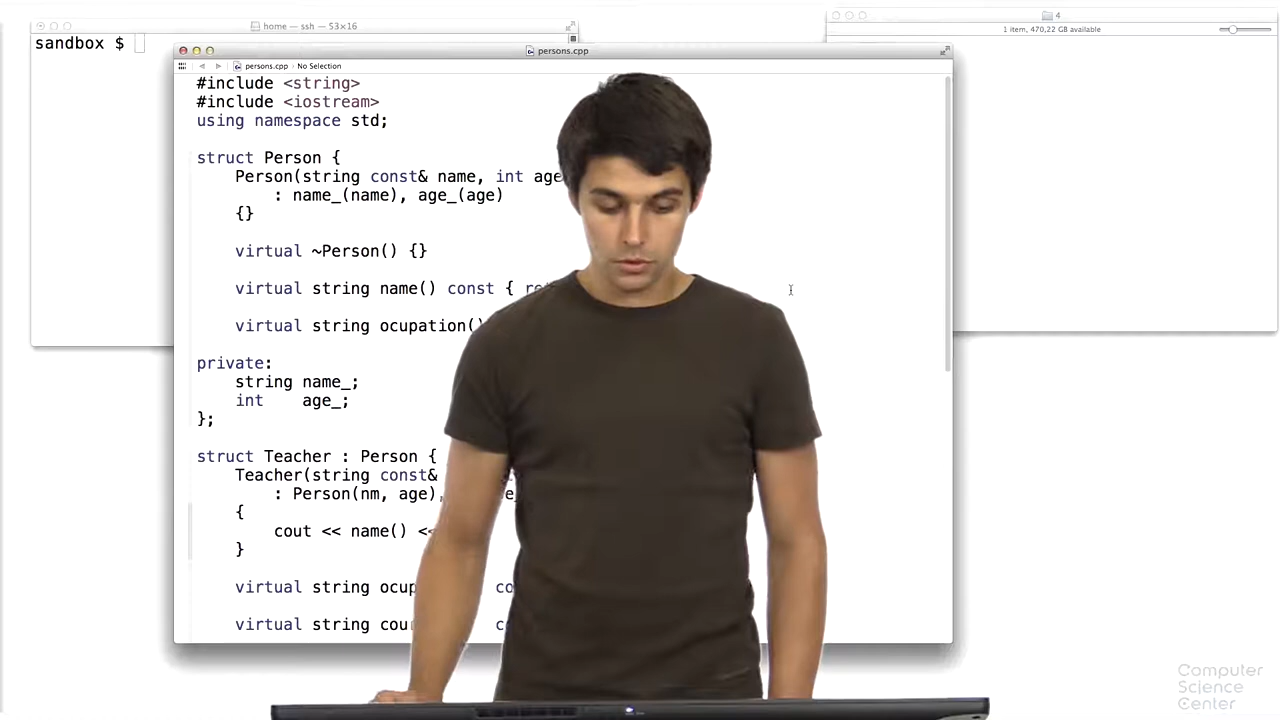 home — ssh — 53×16
4
sandbox $
1 item, 470,22 GB available
persons.cpp
persons.cpp › No Selection
#include <string>
#include <iostream>
using namespace std;
struct Person {
Person(string const& name, int age
: name_(name), age_(age)
{}
virtual ~Person() {}
virtual string name() const {
virtual string ocupation()
private:
string name_;
int age_;
};
struct Teacher : Person {
Teacher(string const&
: Person(nm, age),
{
cout << name() <<
}
virtual string
virtual string
Computer
Science
Center